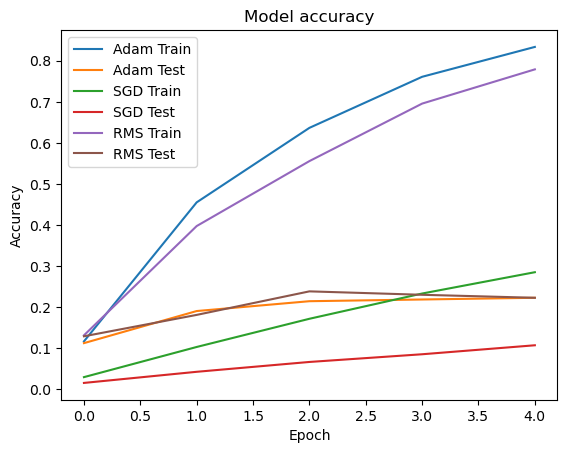 Model accuracy
Adam Train
Adam Test
SGD Train
SGD Test
RMS Train
RMS Test
Accuracy
0.8
0.7
0.6
0.5
0.4
0.3
0.2
0.1
0.0
0.0 0.5 1.0 1.5 2.0 2.5 3.0 3.5 4.0
Epoch